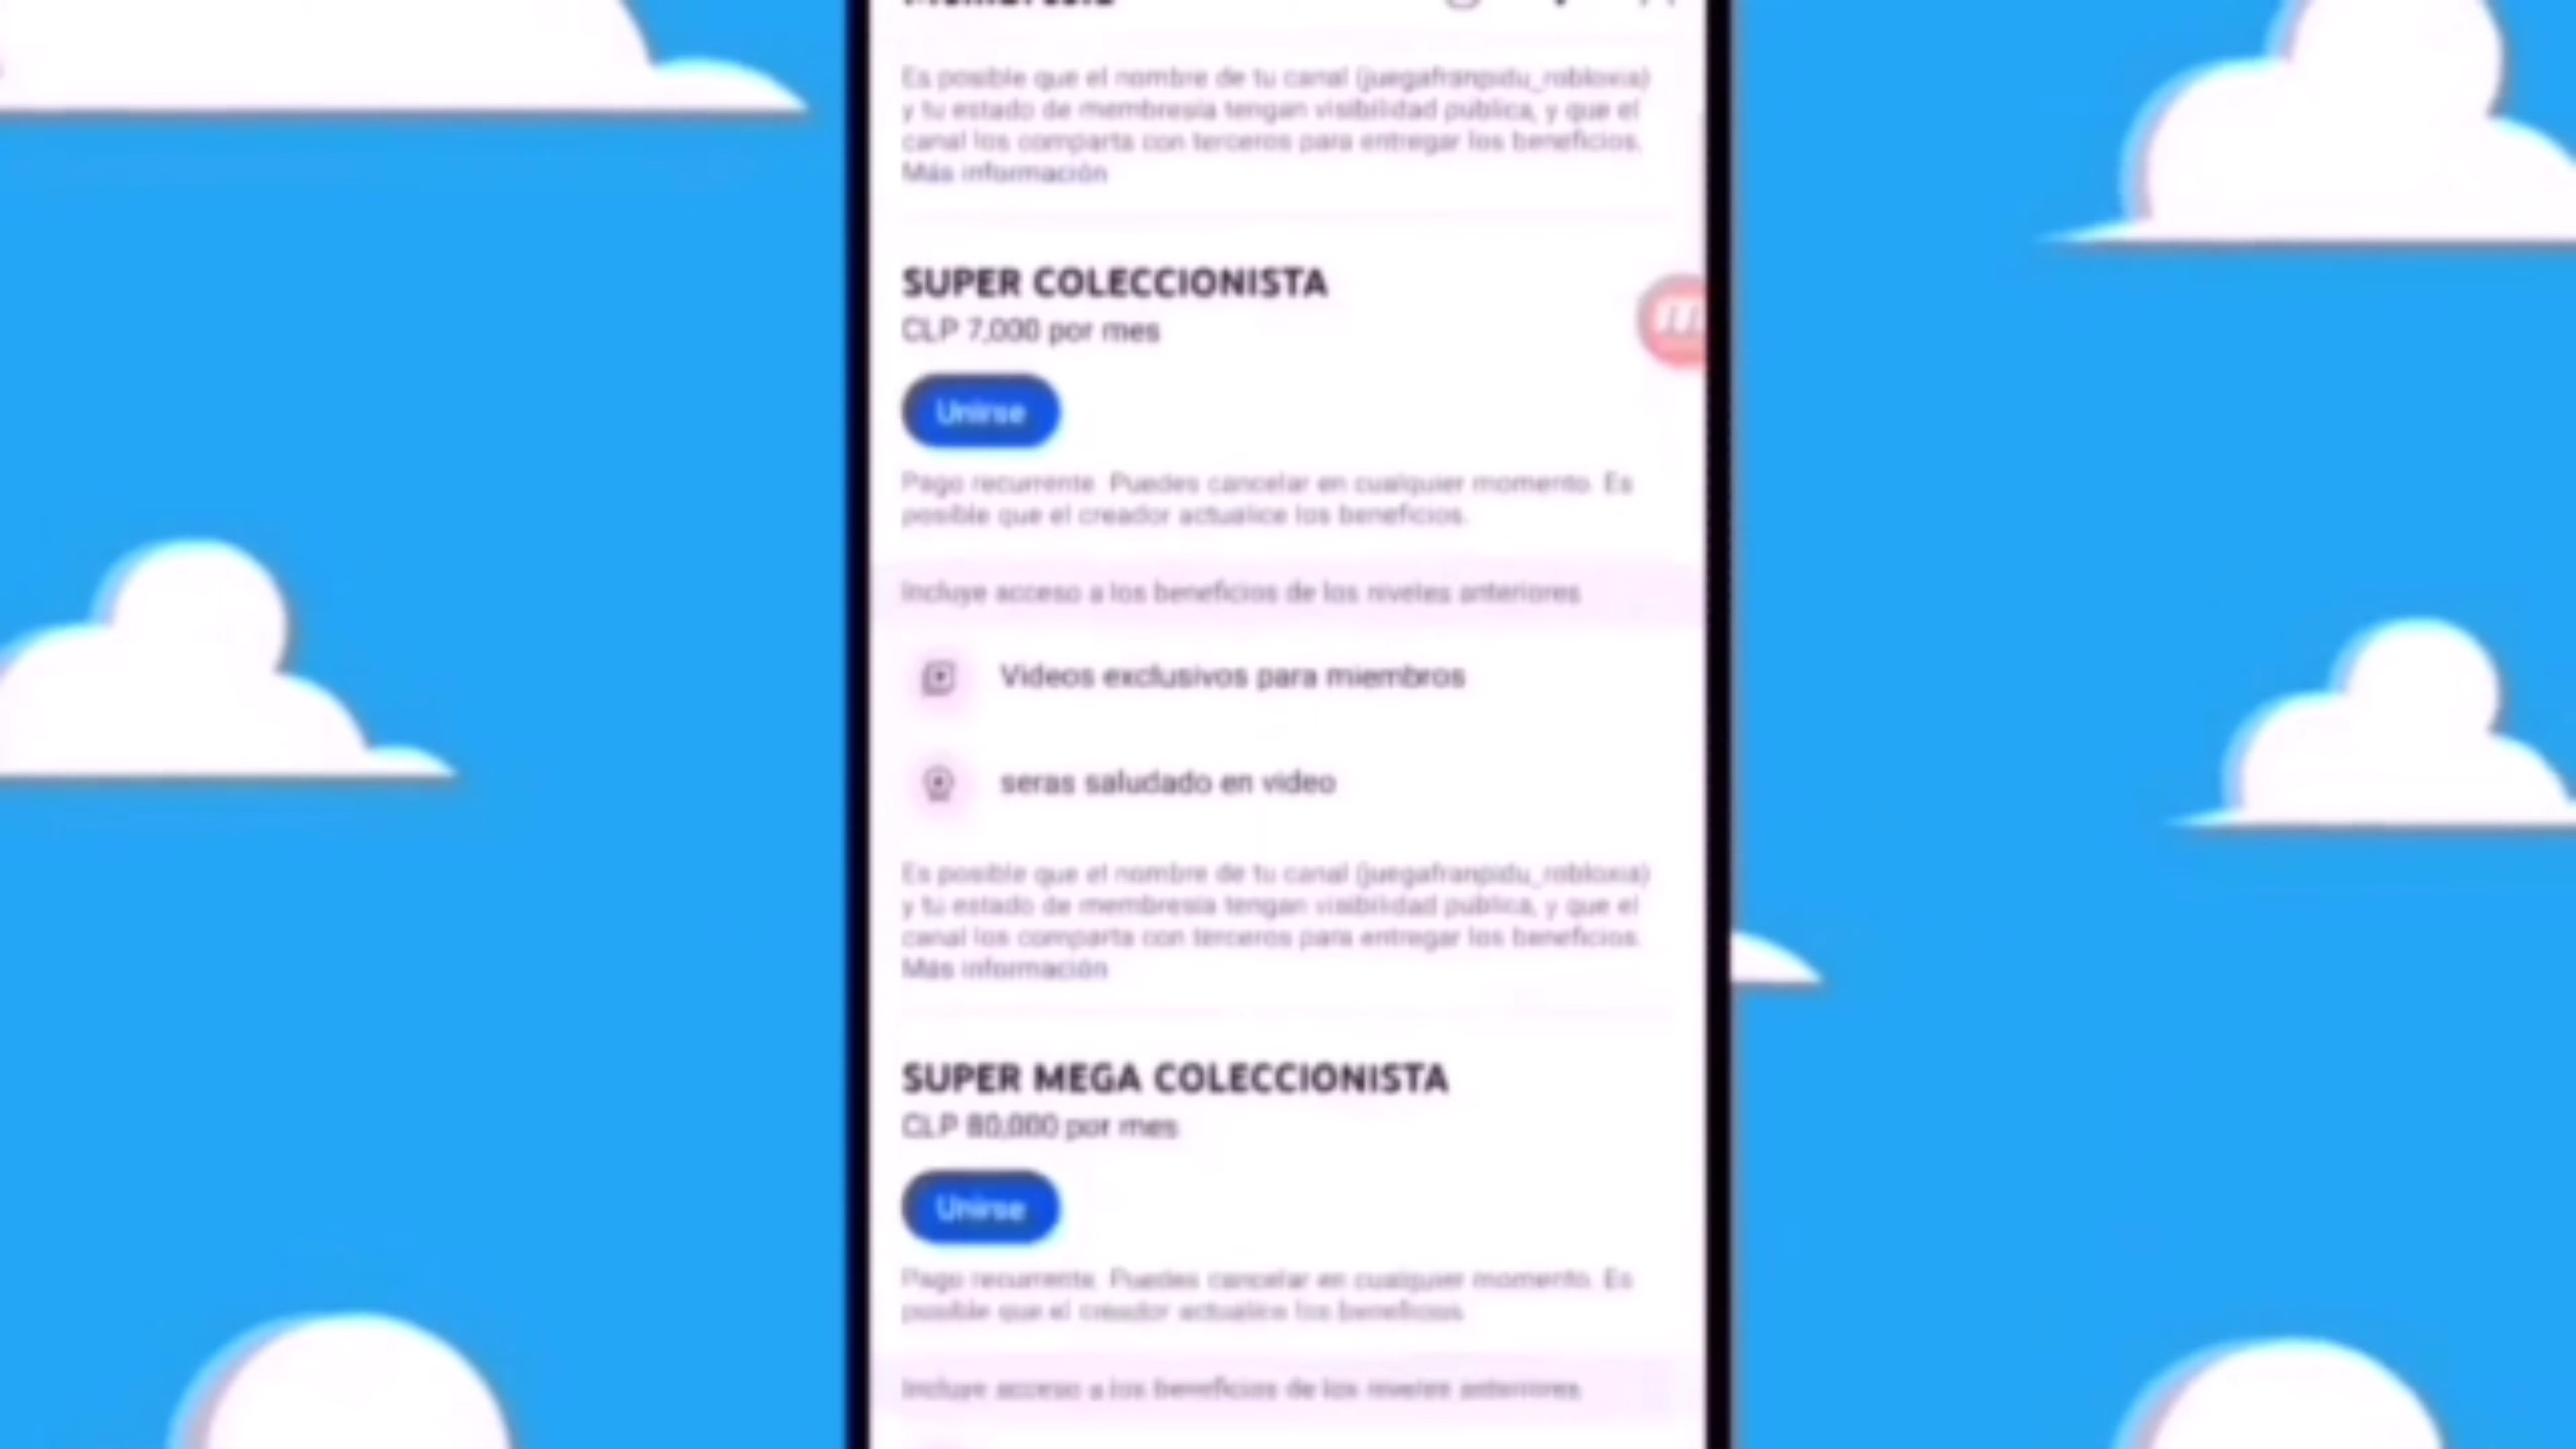 Es posible que el nombre de tu canal (juegafranpidu_robloxia)
y tu estado de membresía tengan visibilidad pública, y que el
canal los comparta con terceros para entregar los beneficios.
Más información
SUPER COLECCIONISTA
CLP 7,000 por mes
Unirse
Pago recurrente. Puedes cancelar en cualquier momento. Es
posible que el creador actualice los beneficios.
Incluye acceso a los beneficios de los niveles anteriores
Videos exclusivos para miembros
seras saludado en video
Es posible que el nombre de tu canal (juegafranpidu_robloxia)
y tu estado de membresía tengan visibilidad pública, y que el
canal los comparta con terceros para entregar los beneficios.
Más información
SUPER MEGA COLECCIONISTA
CLP 80,000 por mes
Unirse
Pago recurrente. Puedes cancelar en cualquier momento. Es
posible que el creador actualice los beneficios.
Incluye acceso a los beneficios de los niveles anteriores